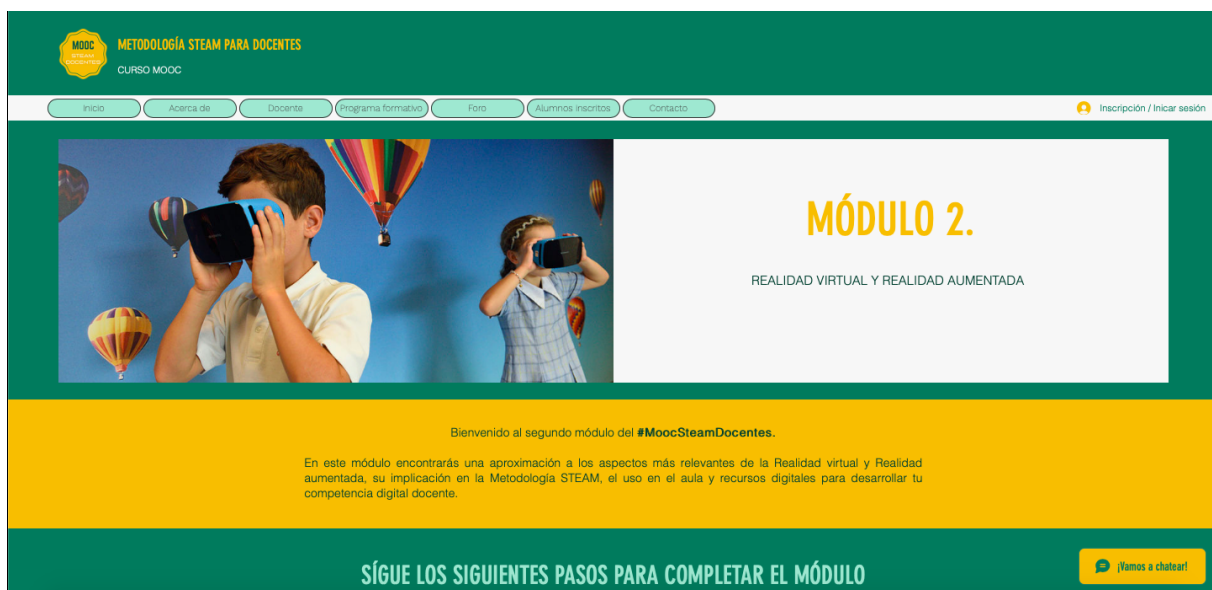 MOOC
STEAM
DOCENTES
METODOLOGÍA STEAM PARA DOCENTES
CURSO MOOC
Inicio
Acerca de
Docente
Programa formativo
Foro
Alumnos inscritos
Contacto
Inscripción / Inicar sesión
MÓDULO 2.
REALIDAD VIRTUAL Y REALIDAD AUMENTADA
Bienvenido al segundo módulo del #MoocSteamDocentes.
En este módulo encontrarás una aproximación a los aspectos más relevantes de la Realidad virtual y Realidad
aumentada, su implicación en la Metodología STEAM, el uso en el aula y recursos digitales para desarrollar tu
competencia digital docente.
SÍGUE LOS SIGUIENTES PASOS PARA COMPLETAR EL MÓDULO
¡Vamos a chatear!